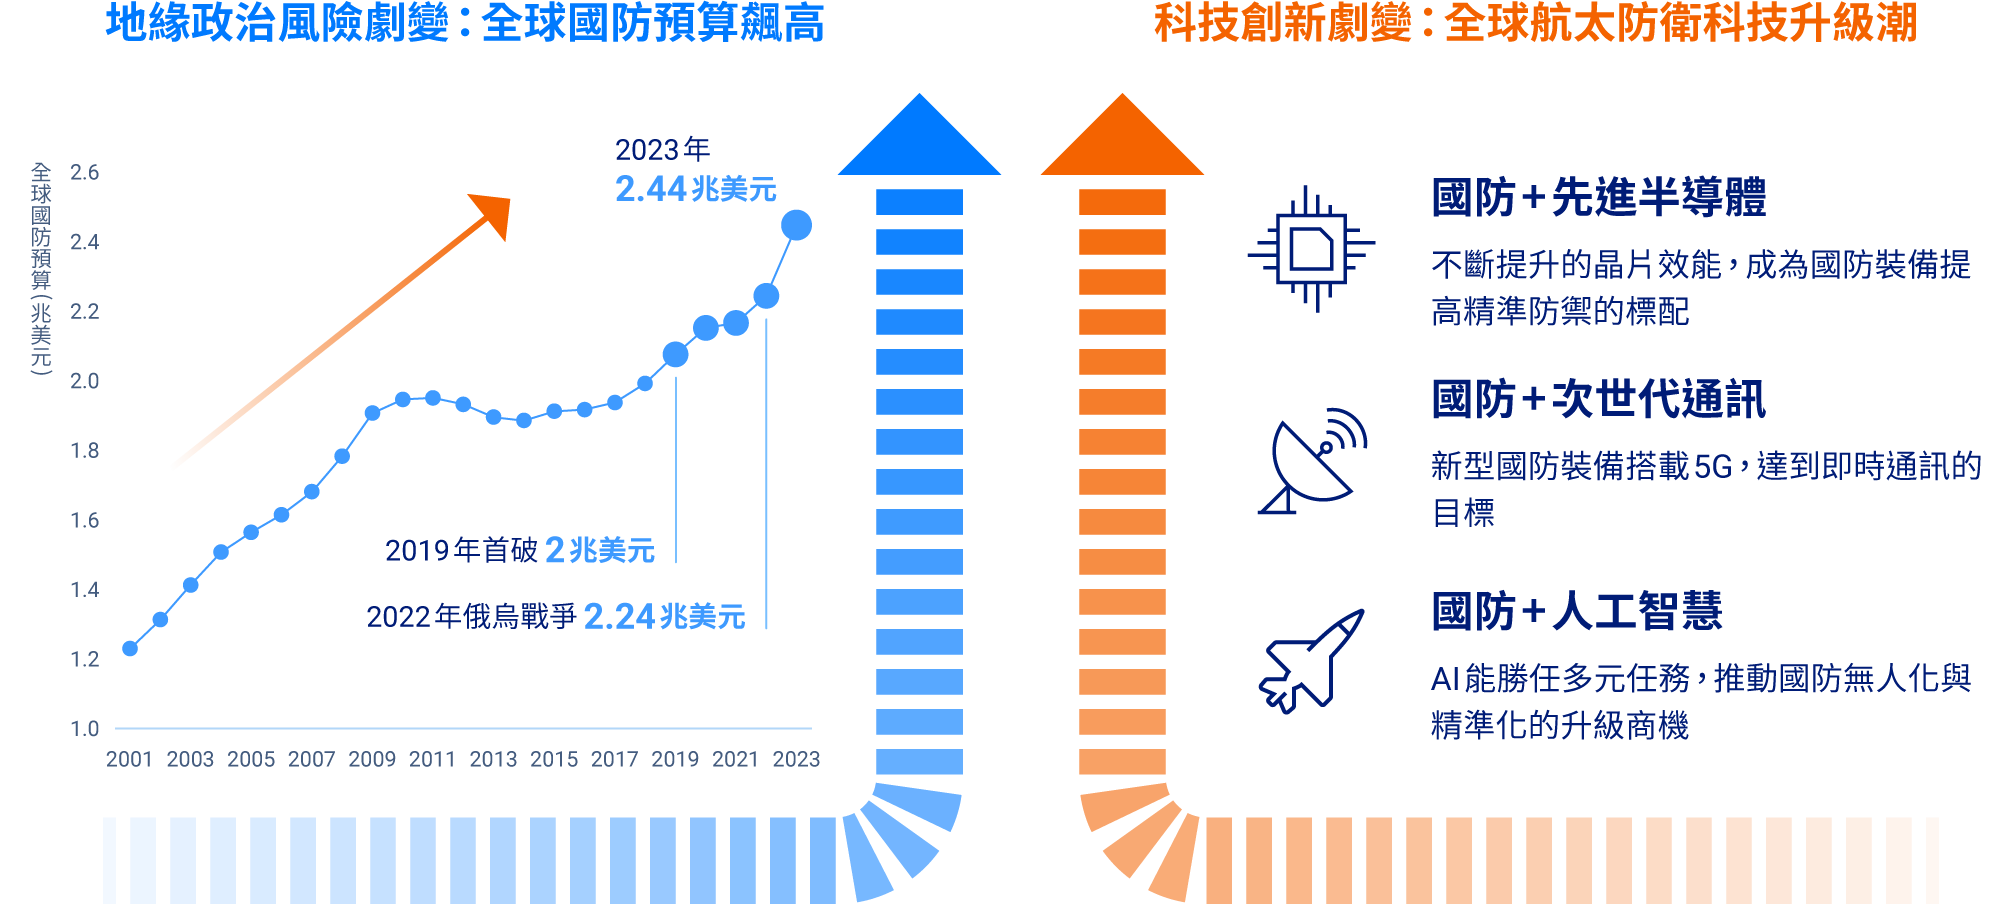 地緣政治風險劇變：全球國防預算飆高
全球國防預算(兆美元)
2.6
2.4
2.2
2.0
1.8
1.6
1.4
1.2
1.0
2023年
2.44兆美元
2019年首破 2兆美元
2022年俄烏戰爭 2.24兆美元
2001 2003 2005 2007 2009 2011 2013 2015 2017 2019 2021 2023
科技創新劇變：全球航太防衛科技升級潮
國防+先進半導體
不斷提升的晶片效能，成為國防裝備提
高精準防禦的標配
國防+次世代通訊
新型國防裝備搭載5G，達到即時通訊的
目標
國防+人工智慧
AI能勝任多元任務，推動國防無人化與
精準化的升級商機